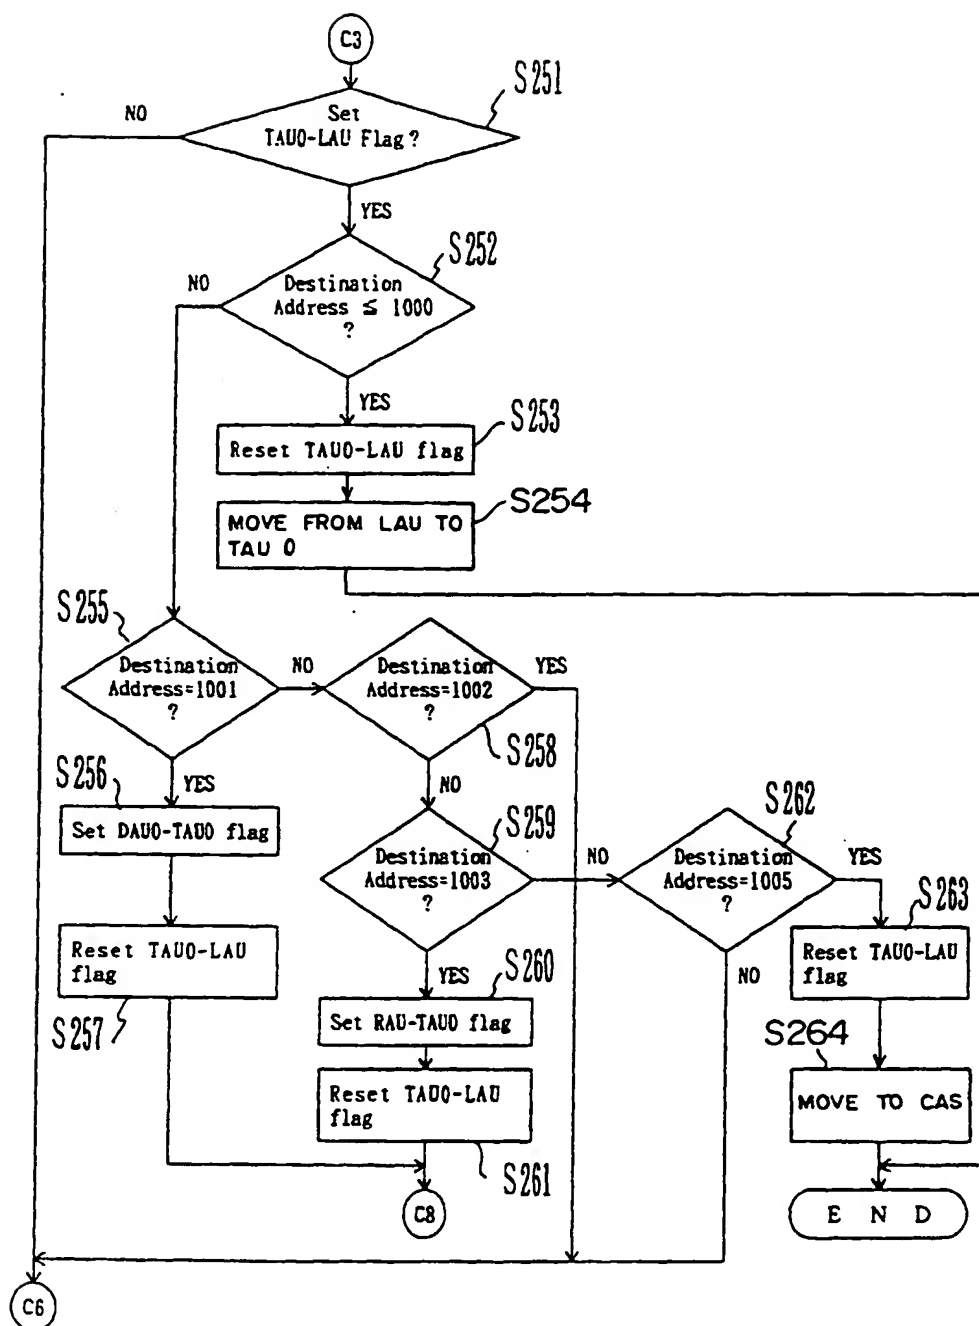 C3
S251
NO
Set
TAU0-LAU Flag?
YES
S252
NO
Destination
Address ≤ 1000
?
YES
S253
Reset TAU0-LAU flag
S254
MOVE FROM LAU TO
TAU 0
S255
Destination
Address=1001
?
NO
Destination
Address=1002
?
YES
S258
S256
YES
Set DAU0-TAU0 flag
NO
S259
Destination
Address=1003
?
NO
S262
Destination
Address=1005
?
YES
S263
Reset TAU0-LAU
flag
S257
YES
S260
Set RAU-TAU0 flag
NO
Reset TAU0-LAU
flag
S264
Reset TAU0-LAU
flag
S261
MOVE TO CAS
C8
E N D
C6